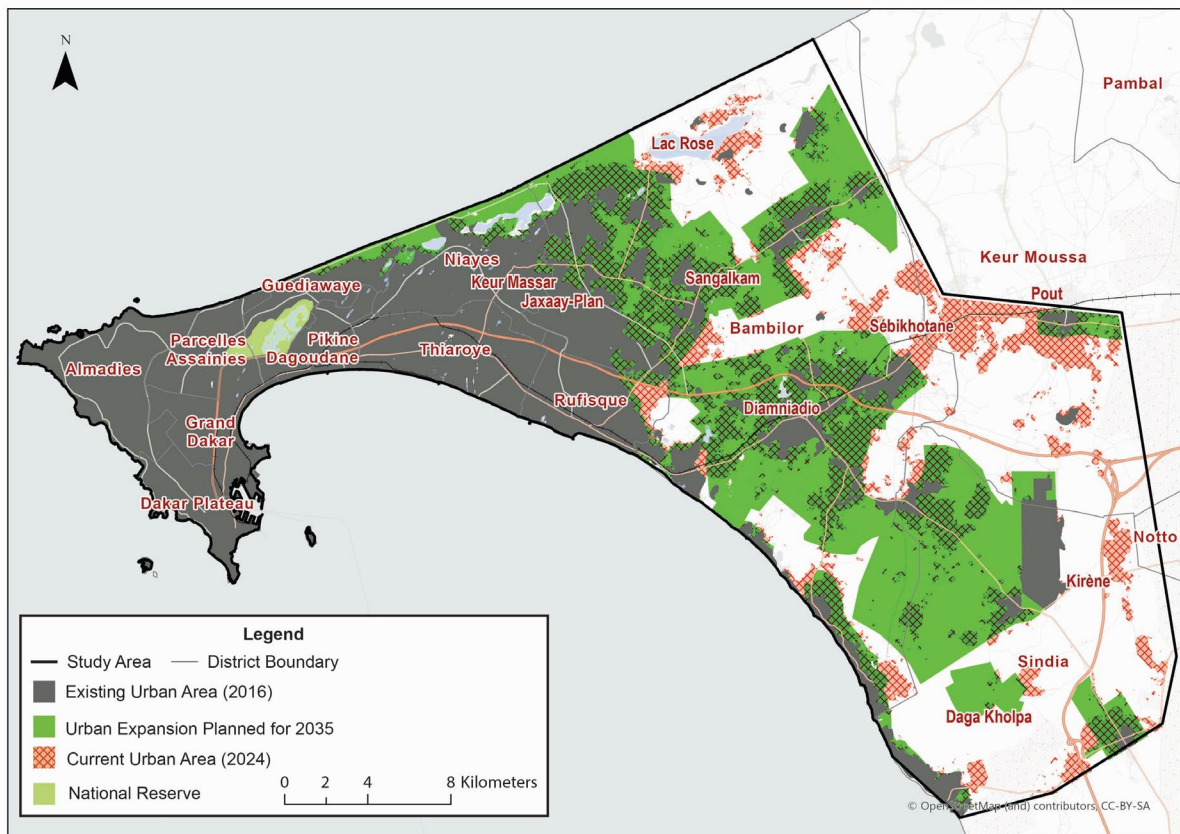 N
Pambal
Lac Rose
Keur Moussa
Niayes
Sangalkam
Keur Massar
Guediawaye
Pout
Jaxaay-Plan
Bambilor
Sébikhotane
Parcelles
Assainies
Pikine
Dagoudane
Thiaroye
Almadies
Rufisque
Diamniadio
Grand
Dakar
Dakar Plateau
Notto
Kirène
Sindia
Daga Kholpa
Legend
Study Area
District Boundary
Existing Urban Area (2016)
Urban Expansion Planned for 2035
Current Urban Area (2024)
National Reserve
0 2 4 8 Kilometers
© OpenStreetMap (and) contributors, CC-BY-SA